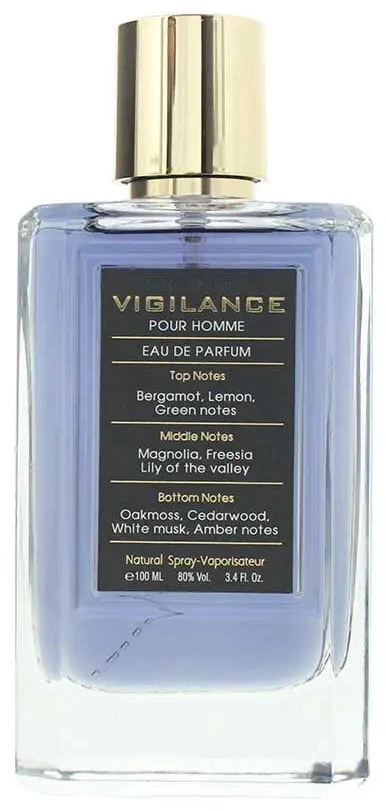 VIGILANCE
POUR HOMME
EAU DE PARFUM
Top Notes
Bergamot, Lemon,
Green notes
Middle Notes
Magnolia, Freesia
Lily of the valley
Bottom Notes
Oakmoss, Cedarwood,
White musk, Amber notes
Natural Spray-Vaporisateur
e100 ML 80% Vol. 3.4 Fl. Oz.